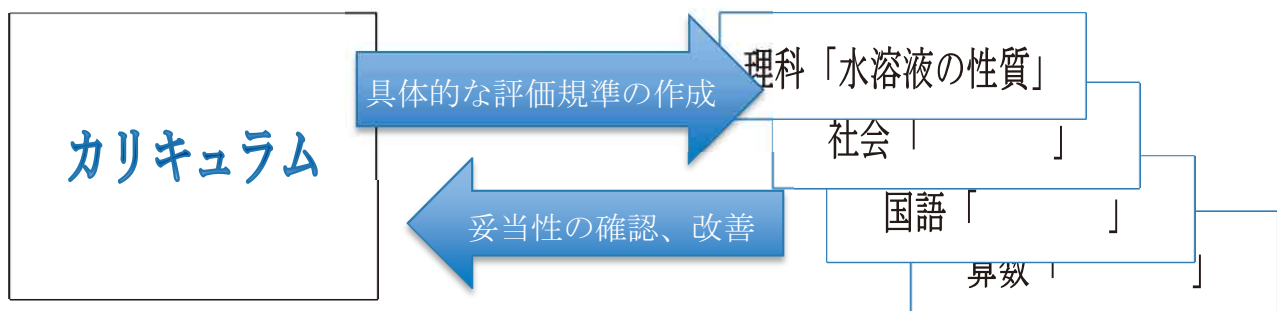 カリキュラム
具体的な評価規準の作成
妥当性の確認、改善
理科「水溶液の性質」
社会「　　　　」
国語「　　　　」
算数「　　　　」